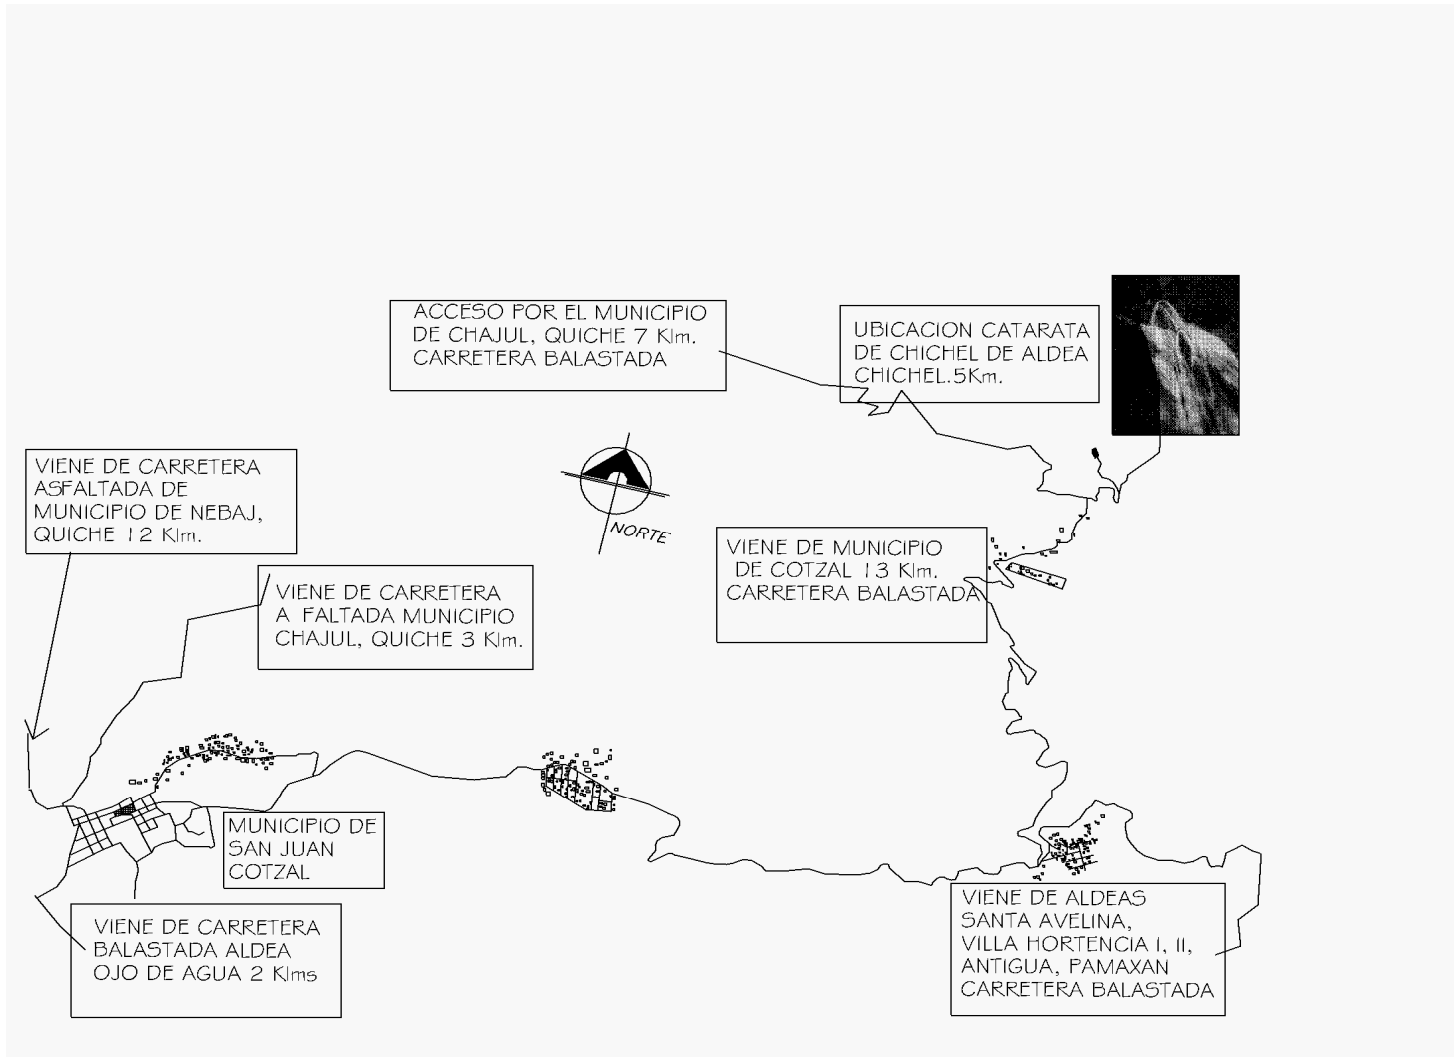 ACCESO POR EL MUNICIPIO
DE CHAJUL, QUICHE 7 Klm.
CARRETERA BALASTADA
UBICACION CATARATA
DE CHICHEL DE ALDEA
CHICHEL.5Km.
VIENE DE CARRETERA
ASFALTADA DE
MUNICIPIO DE NEBAJ,
QUICHE 12 Klm.
NORTE
VIENE DE MUNICIPIO
DE COTZAL 13 Klm.
CARRETERA BALASTADA
VIENE DE CARRETERA
A FALTADA MUNICIPIO
CHAJUL, QUICHE 3 Klm.
MUNICIPIO DE
SAN JUAN
COTZAL
VIENE DE CARRETERA
BALASTADA ALDEA
OJO DE AGUA 2 Klms
VIENE DE ALDEAS
SANTA AVELINA,
VILLA HORTENCIA I, II,
ANTIGUA, PAMAXAN
CARRETERA BALASTADA